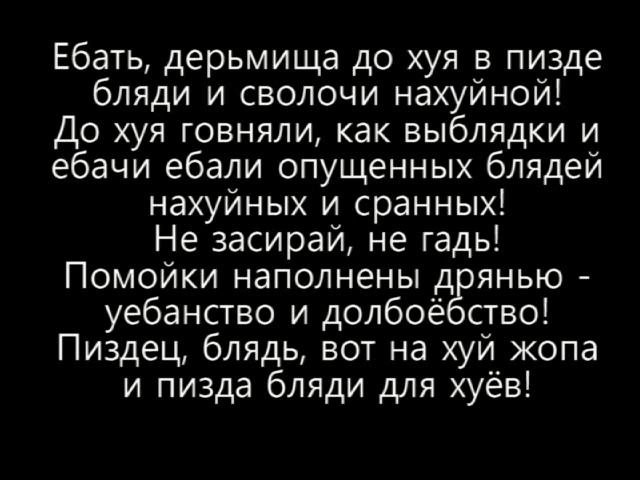 Ебать, дерьмища до хуя в пизде
бляди и сволочи нахуйной!
До хуя говняли, как выблядки и
ебачи ебали опущенных блядей
нахуйных и сранных!
Не засирай, не гадь!
Помойки наполнены дрянью -
уебанство и долбоёбство!
Пиздец, блядь, вот на хуй жопа
и пизда бляди для хуёв!